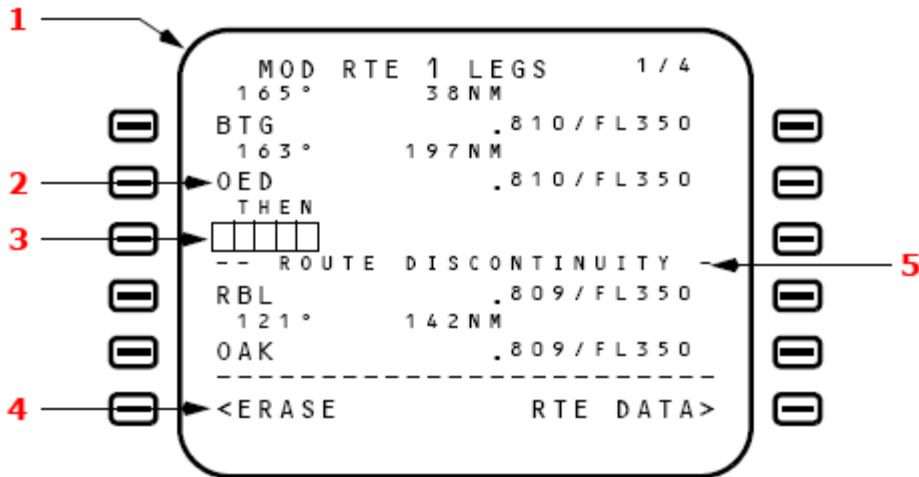 1
MOD RTE 1 LEGS 1/4
165° 38NM
BTG .810/FL350
163° 197NM
2 OED .810/FL350
THEN
3
-- ROUTE DISCONTINUITY - 5
RBL .809/FL350
121° 142NM
OAK .809/FL350
------------------------
4 <ERASE RTE DATA>